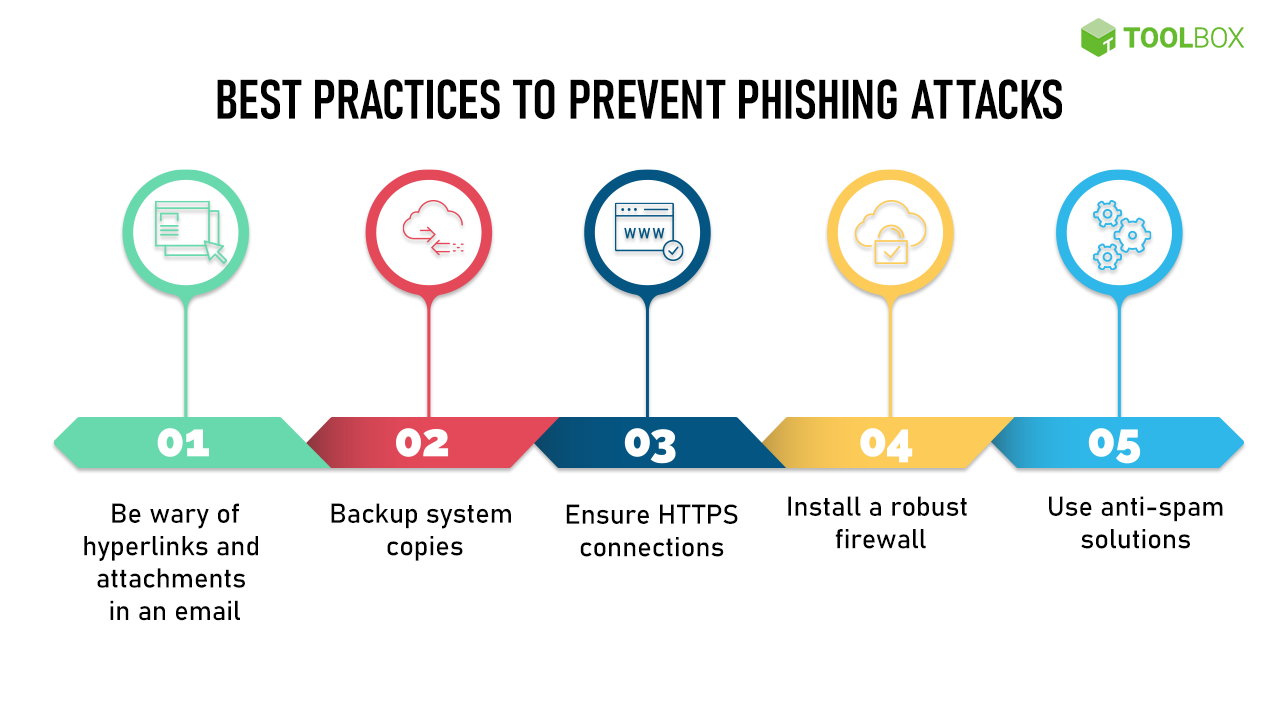 TOOLBOX
BEST PRACTICES TO PREVENT PHISHING ATTACKS
WWW
01
02
03
04
05
Be wary of
hyperlinks and
attachments
in an email
Backup system
copies
Ensure HTTPS
connections
Install a robust
firewall
Use anti-spam
solutions